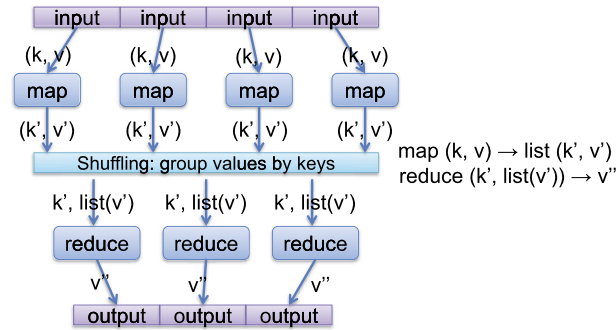 input input input input
(k, v) (k, v) (k, v) (k, v)
map map map map
(k’, v’) (k’, v’) (k’, v’) (k’, v’)
Shuffling: group values by keys
map (k, v) → list (k’, v’)
reduce (k’, list(v’)) → v’’
k’, list(v’) k’, list(v’) k’, list(v’)
reduce reduce reduce
v’’ v’’ v’’
output output output